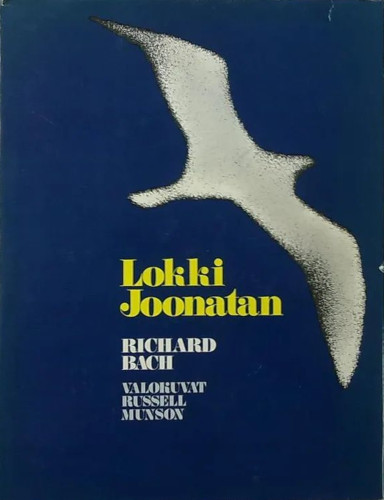 Lokki
Joonatan
RICHARD
BACH
VALOKUVAT
RUSSELL
MUNSON